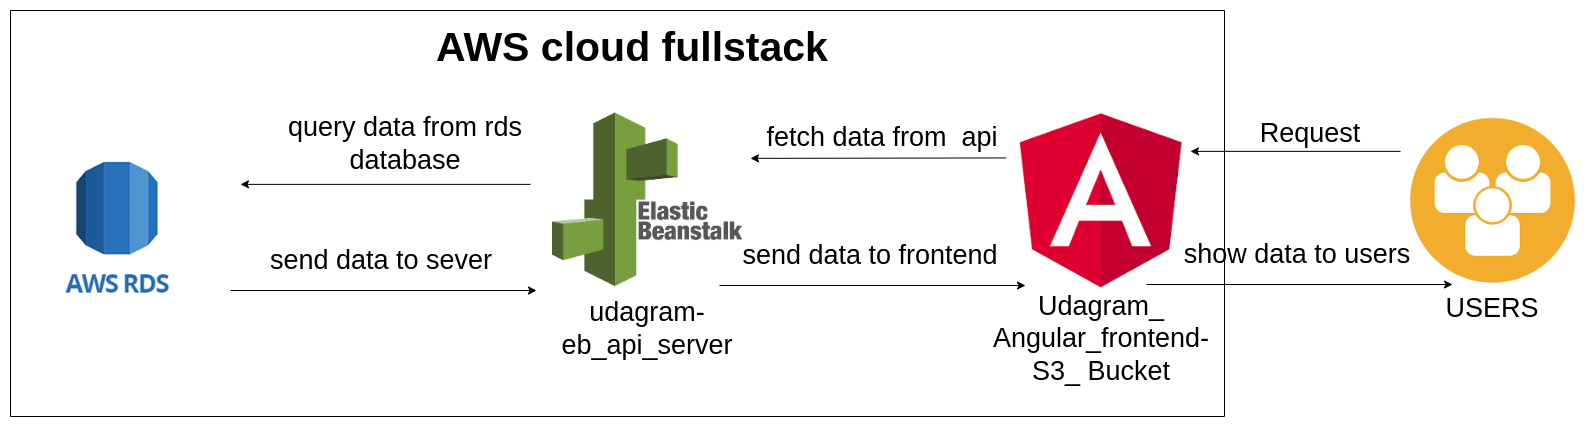 AWS cloud fullstack
query data from rds
database
fetch data from api
Request
Elastic
Beanstalk
send data to sever
send data to frontend
show data to users
AWS RDS
udagram-
eb_api_server
Udagram_
Angular_frontend-
S3_ Bucket
USERS